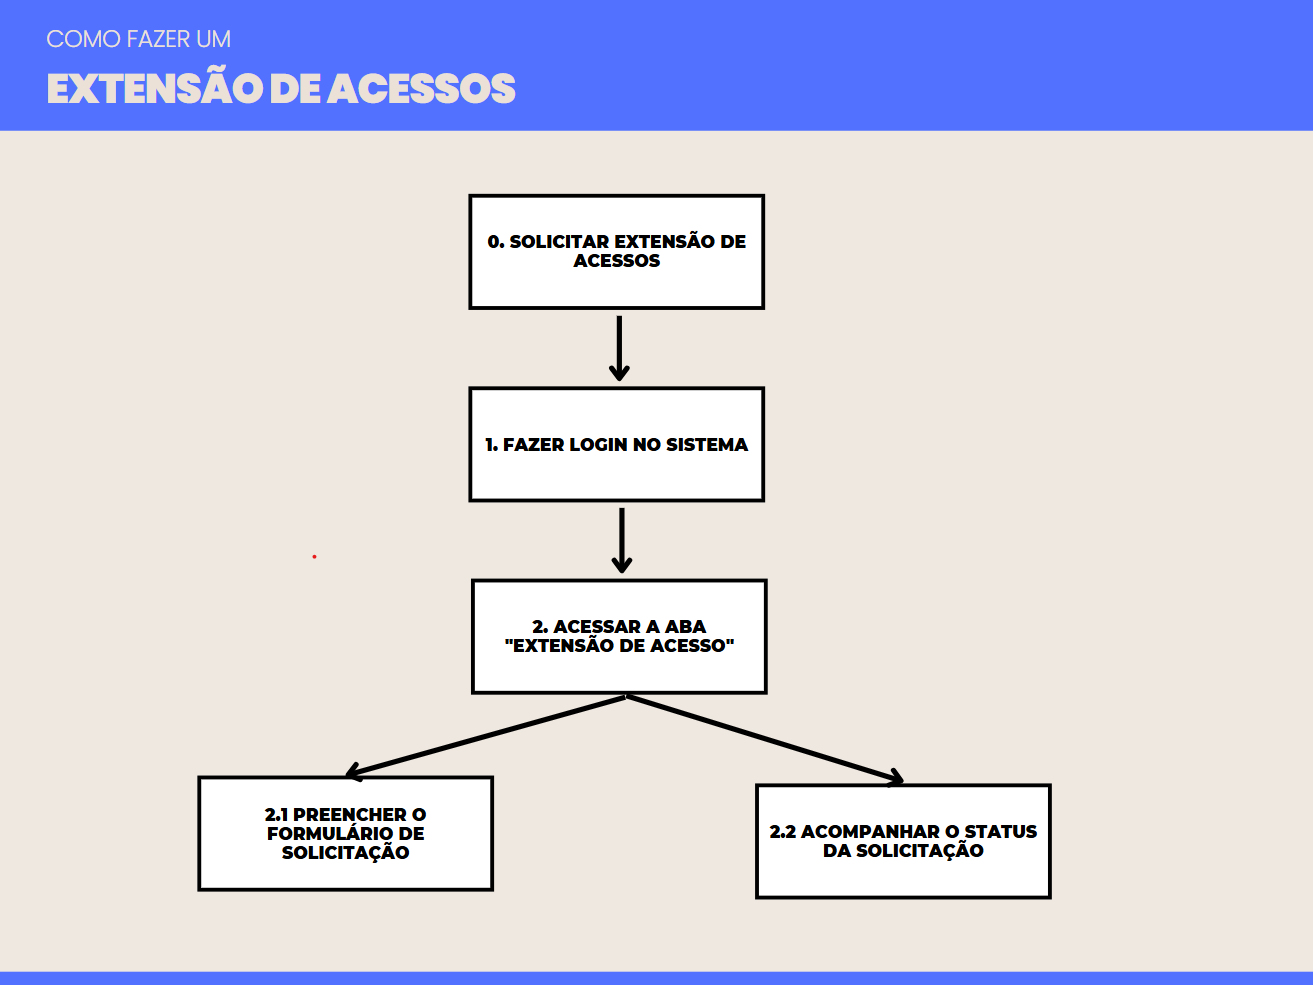 COMO FAZER UM
EXTENSÃO DE ACESSOS
0. SOLICITAR EXTENSÃO DE
ACESSOS
1. FAZER LOGIN NO SISTEMA
2. ACESSAR A ABA
"EXTENSÃO DE ACESSO"
2.1 PREENCHER O
FORMULÁRIO DE
SOLICITAÇÃO
2.2 ACOMPANHAR O STATUS
DA SOLICITAÇÃO